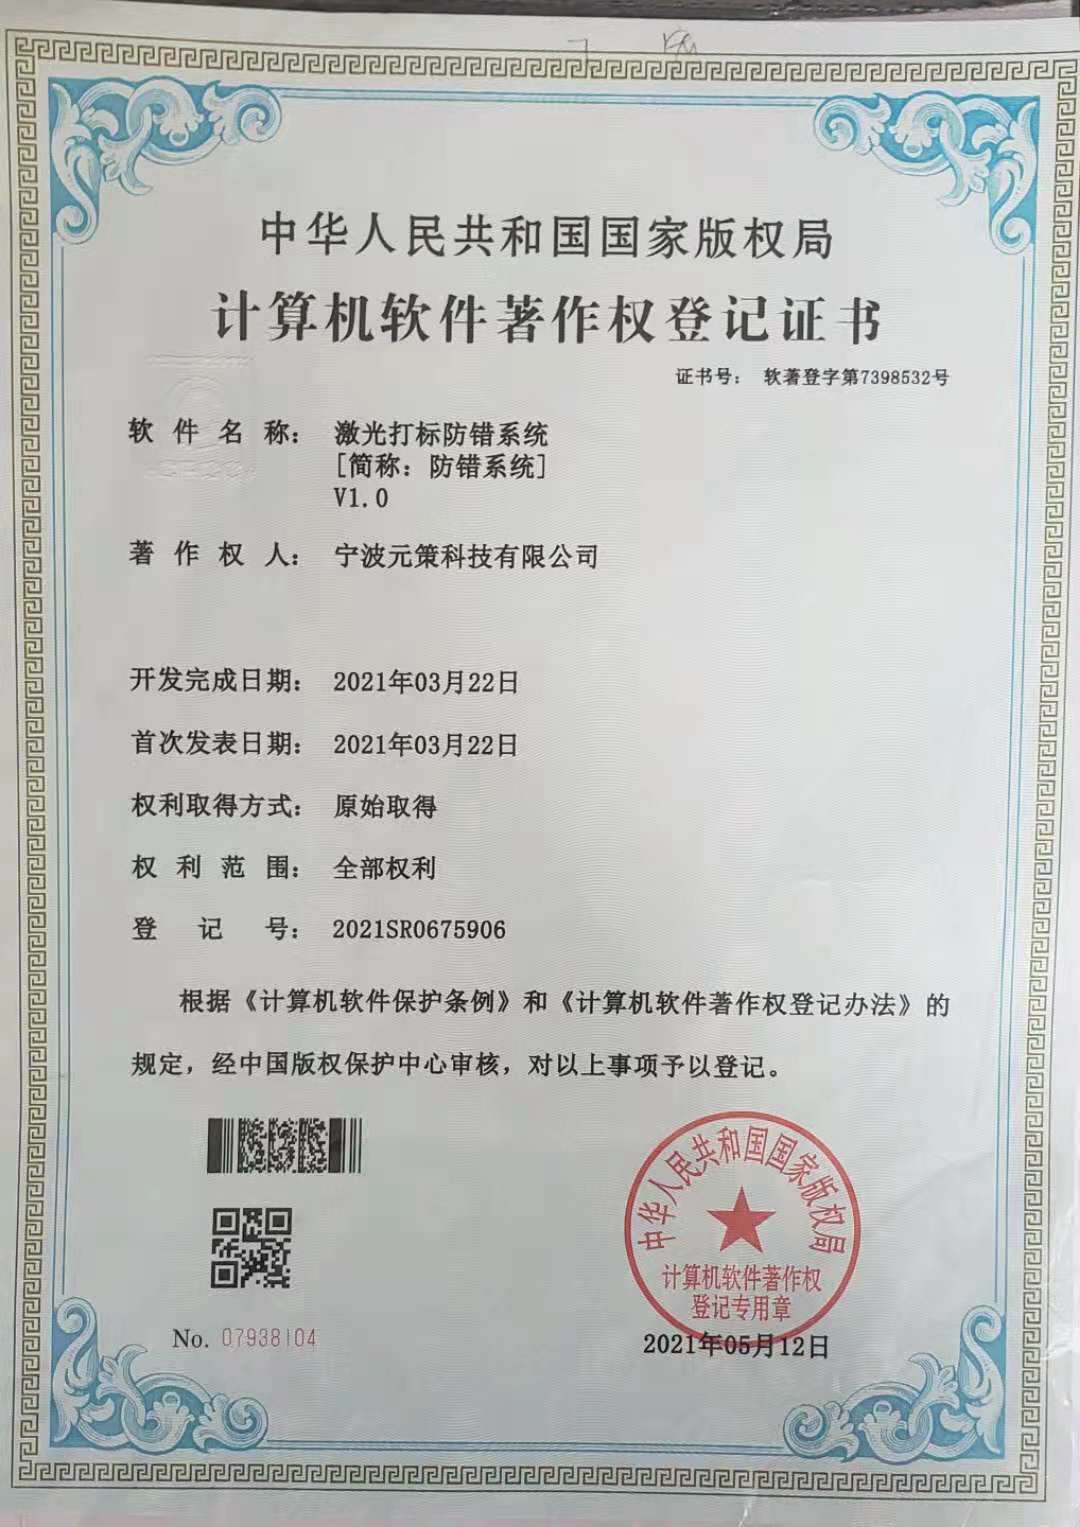 中华人民共和国国家版权局
计算机软件著作权登记证书
证书号： 软著登字第7398532号
软件名称： 激光打标防错系统
[简称：防错系统]
V1.0
著作权人： 宁波元策科技有限公司
开发完成日期： 2021年03月22日
首次发表日期： 2021年03月22日
权利取得方式： 原始取得
权利范围： 全部权利
登记号： 2021SR0675906
根据《计算机软件保护条例》和《计算机软件著作权登记办法》的
规定，经中国版权保护中心审核，对以上事项予以登记。
中华人民共和国国家版权局
计算机软件著作权
登记专用章
No. 07938104
2021年05月12日